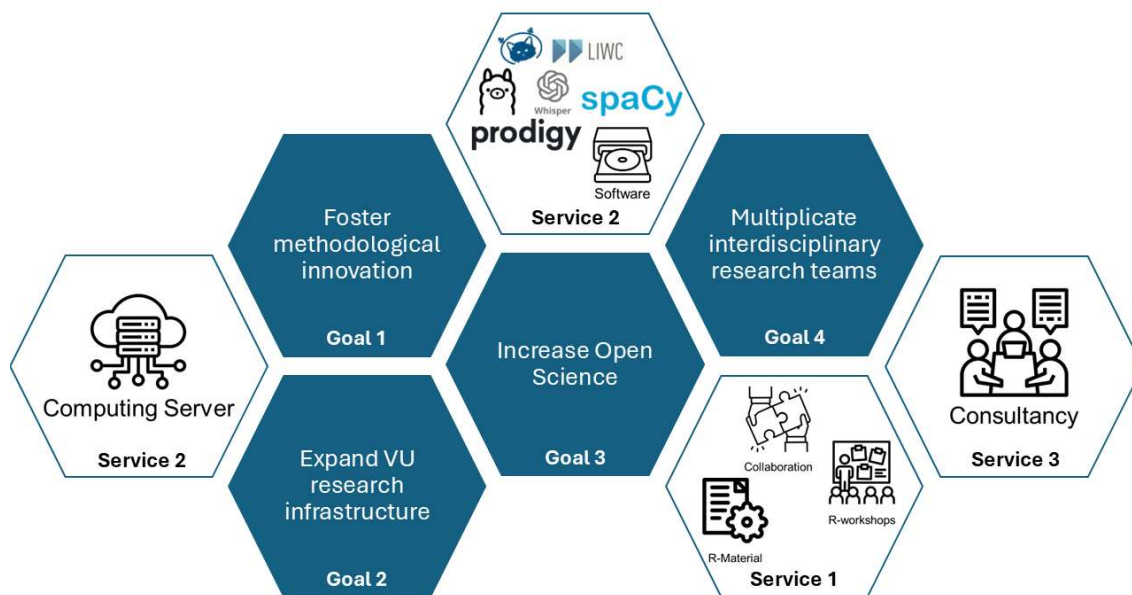 LIWC
Whisper
spaCy
prodigy
Software
Service 2
Foster
methodological
innovation
Goal 1
Multiplicate
interdisciplinary
research teams
Goal 4
Computing Server
Service 2
Increase Open
Science
Goal 3
Consultancy
Service 3
Expand VU
research
infrastructure
Goal 2
Collaboration
R-workshops
R-Material
Service 1